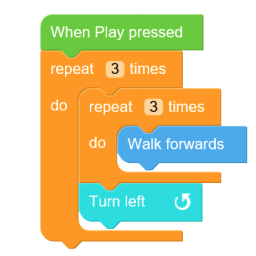 When Play pressed
repeat 3 times
do repeat 3 times
do Walk forwards
Turn left